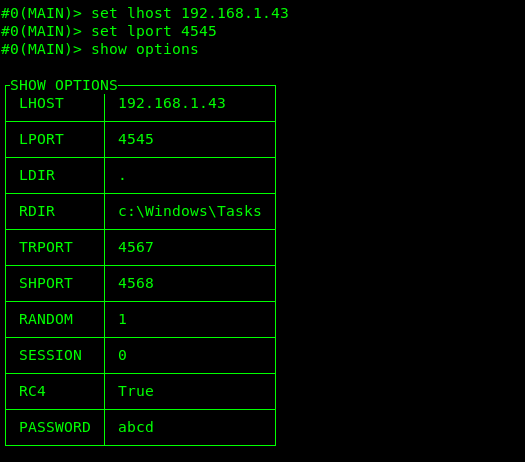 #0(MAIN)> set lhost 192.168.1.43
#0(MAIN)> set lport 4545
#0(MAIN)> show options
SHOW OPTIONS
LHOST 192.168.1.43
LPORT 4545
LDIR .
RDIR c:\Windows\Tasks
TRPORT 4567
SHPORT 4568
RANDOM 1
SESSION 0
RC4 True
PASSWORD abcd